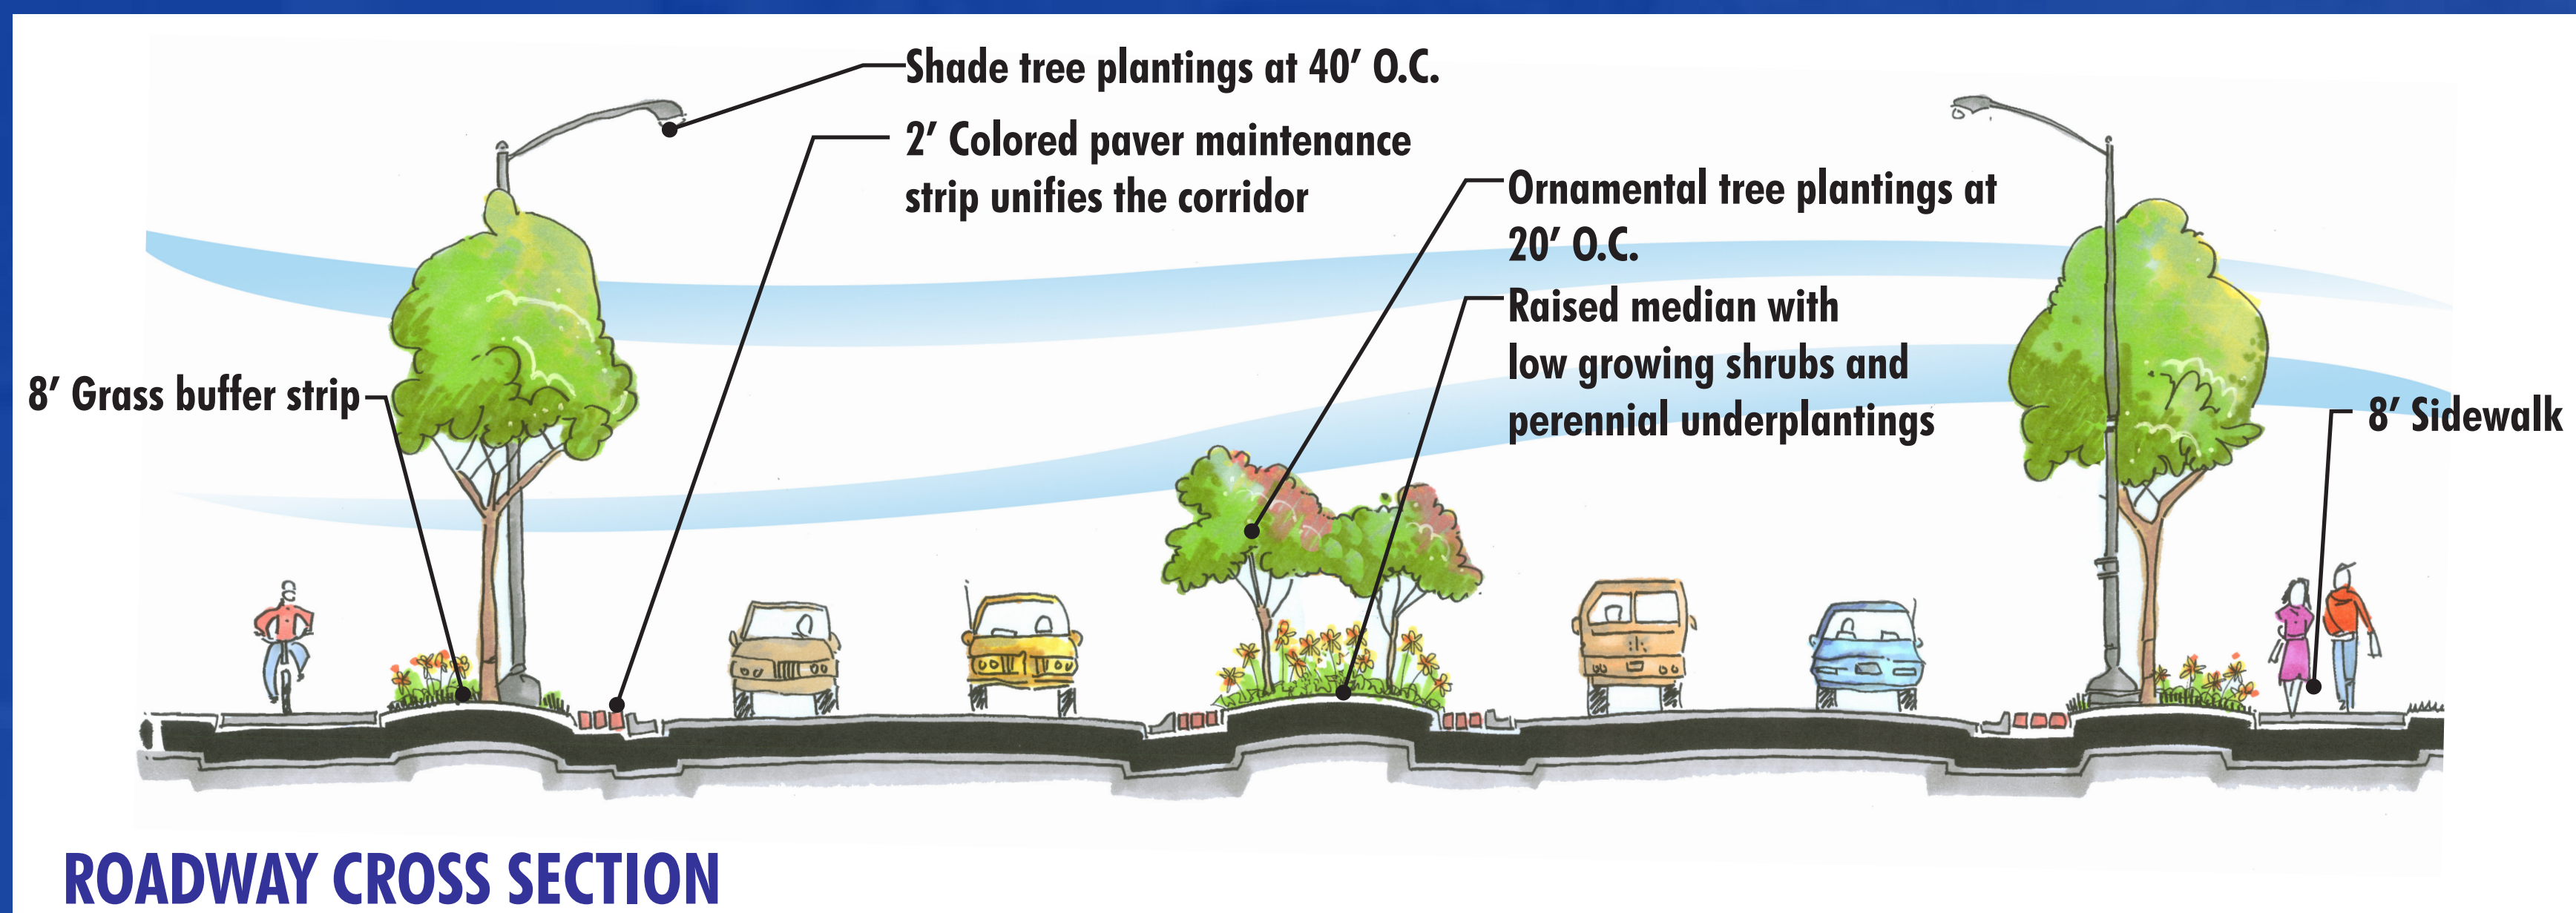 Shade tree plantings at 40’ O.C.
2’ Colored paver maintenance
strip unifies the corridor
Ornamental tree plantings at
20’ O.C.
Raised median with
low growing shrubs and
perennial underplantings
8’ Grass buffer strip
8’ Sidewalk
ROADWAY CROSS SECTION